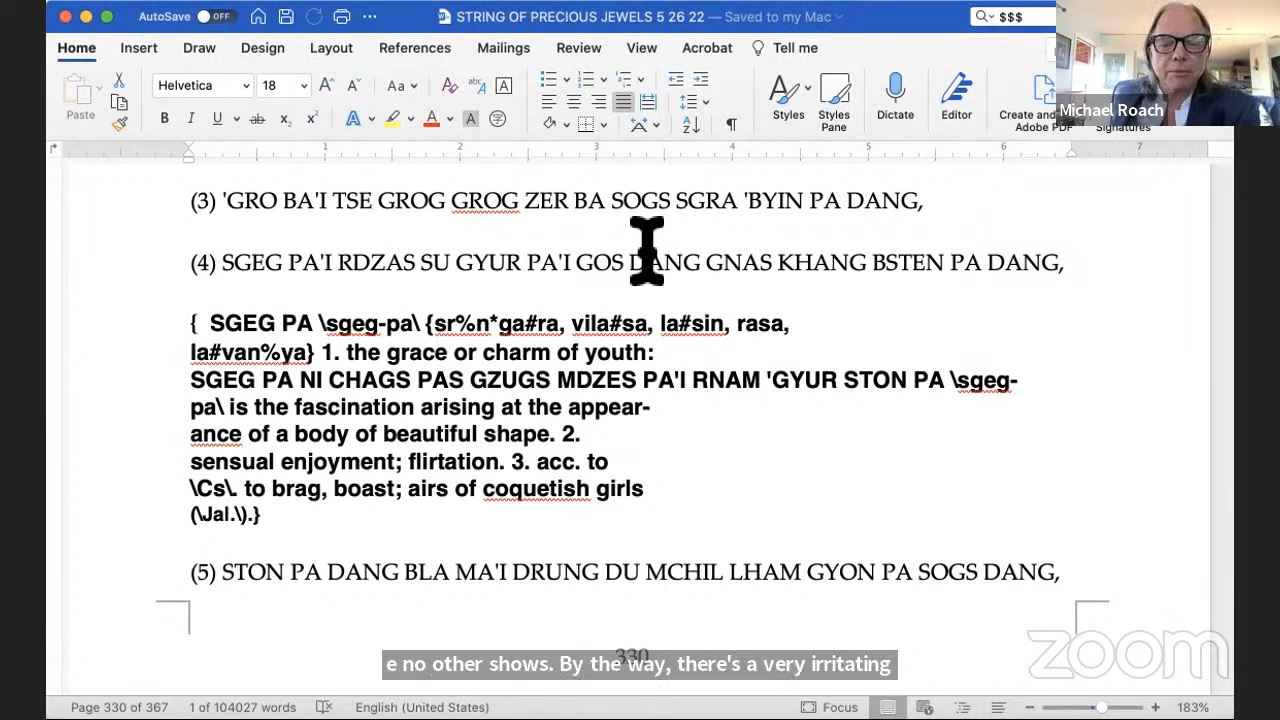 AutoSave OFF
STRING OF PRECIOUS JEWELS 5 26 22 — Saved to my Mac
$$$
Home Insert Draw Design Layout References Mailings Review View Acrobat Tell me
Paste
Helvetica 18
Styles
Styles Pane
Dictate
Editor
Create and
Adobe PDF
Signatures
Michael Roach
1 2 3 4 5 6 7
(3) 'GRO BA'I TSE GROG GROG ZER BA SOGS SGRA 'BYIN PA DANG,
(4) SGEG PA'I RDZAS SU GYUR PA'I GOS DANG GNAS KHANG BSTEN PA DANG,
{ SGEG PA \sgeg-pa\ {sr%n*ga#ra, vila#sa, la#sin, rasa,
la#van%ya} 1. the grace or charm of youth:
SGEG PA NI CHAGS PAS GZUGS MDZES PA'I RNAM 'GYUR STON PA \sgeg-
pa\ is the fascination arising at the appear-
ance of a body of beautiful shape. 2.
sensual enjoyment; flirtation. 3. acc. to
\Cs\. to brag, boast; airs of coquetish girls
(\Jal.\).}
(5) STON PA DANG BLA MA'I DRUNG DU MCHIL LHAM GYON PA SOGS DANG,
330
e no other shows. By the way, there's a very irritating
zoom
Page 330 of 367 1 of 104027 words English (United States) Focus 183%